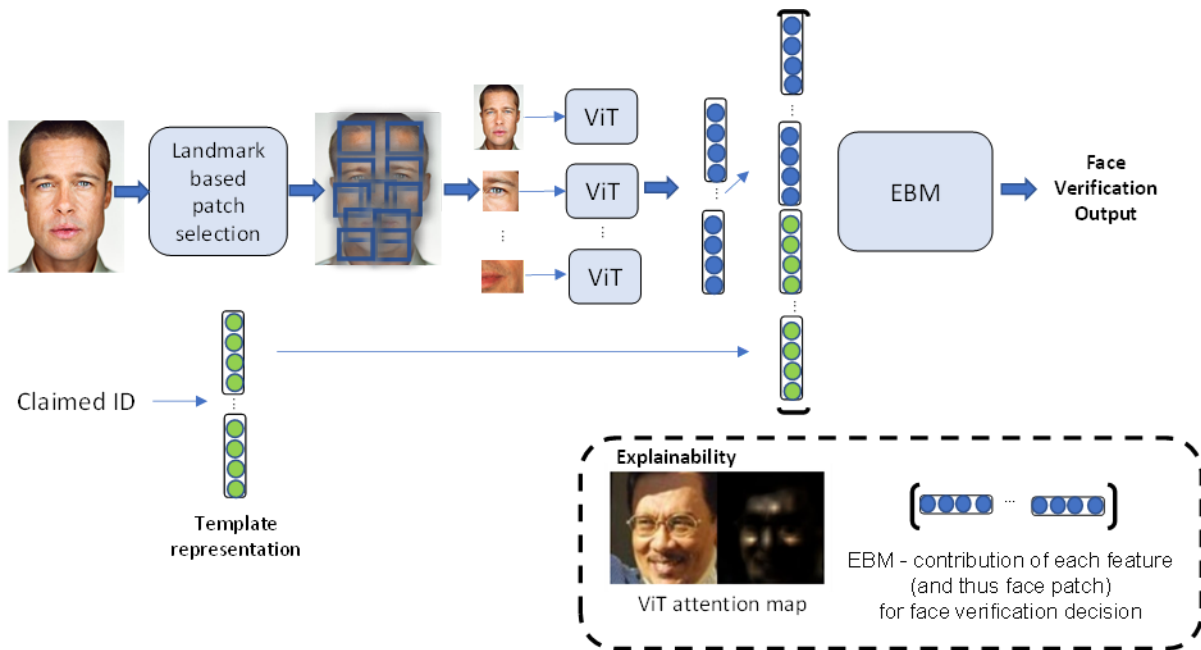 Landmark
based
patch
selection
ViT
ViT
...
ViT
...
...
...
...
EBM
Face
Verification
Output
Claimed ID
...
Template
representation
Explainability
ViT attention map
...
EBM - contribution of each feature
(and thus face patch)
for face verification decision